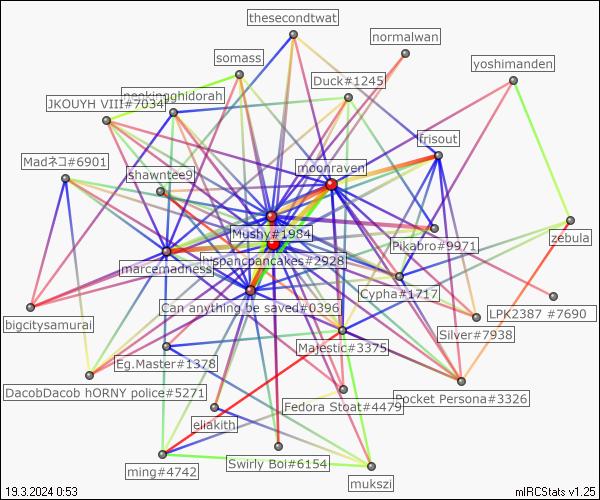 thesecondtwat
normalwan
somass
yoshimanden
Duck#1245
JKOUYH VIII#7034
frisout
Madネコ#6901
moonraven
shawntee9
Mushy#1984
zebula
Pikabro#9971
hispanopancakes#2928
marcemadness
Cypha#1717
Can anything be saved#0396
LPK2387 #7690
bigcitysamurai
Silver#7938
Majestic#3375
Eg.Master#1378
DacobDacob hORNY police#5271
Pocket Persona#3326
Fedora Stoat#4479
eliakith
Swirly Boi#6154
ming#4742
mukszi
19.3.2024 0:53
mIRCStats v1.25